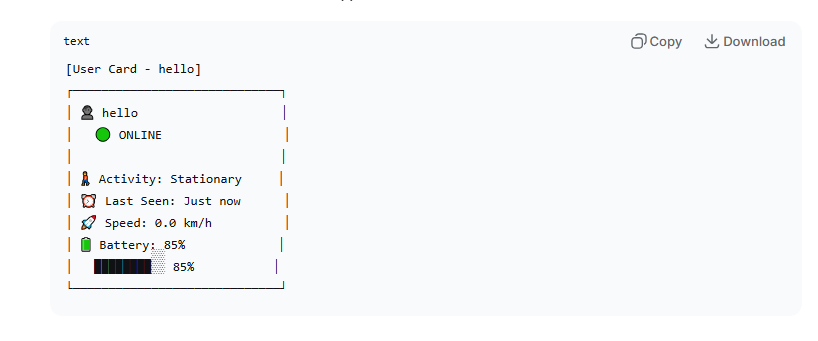 text
Copy
Download
[User Card - hello]
┌─────────────────────────────┐
│ 👤 hello                    │
│   🟢 ONLINE                 │
│                             │
│ 🚶 Activity: Stationary     │
│ ⏰ Last Seen: Just now      │
│ 🚀 Speed: 0.0 km/h          │
│ 🔋 Battery: 85%             │
│   ████████░░ 85%           │
└─────────────────────────────┘